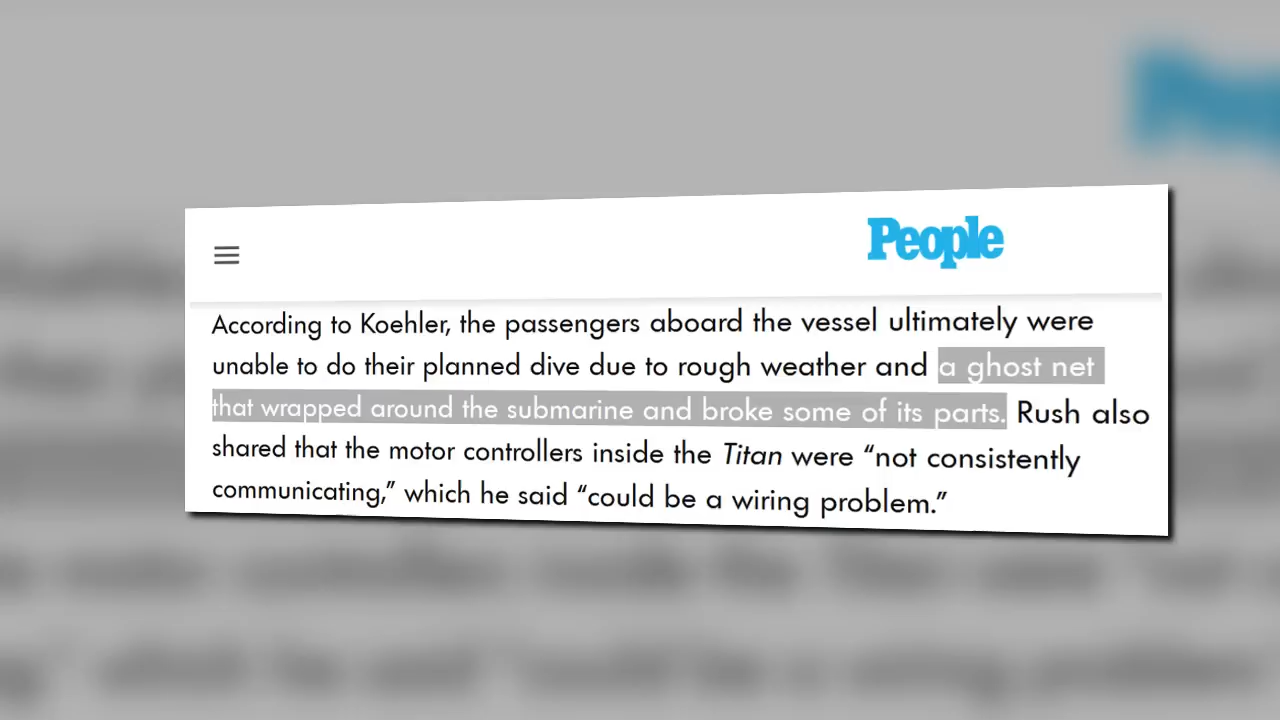 People
According to Koehler, the passengers aboard the vessel ultimately were
unable to do their planned dive due to rough weather and a ghost net
that wrapped around the submarine and broke some of its parts. Rush also
shared that the motor controllers inside the Titan were “not consistently
communicating,” which he said “could be a wiring problem.”